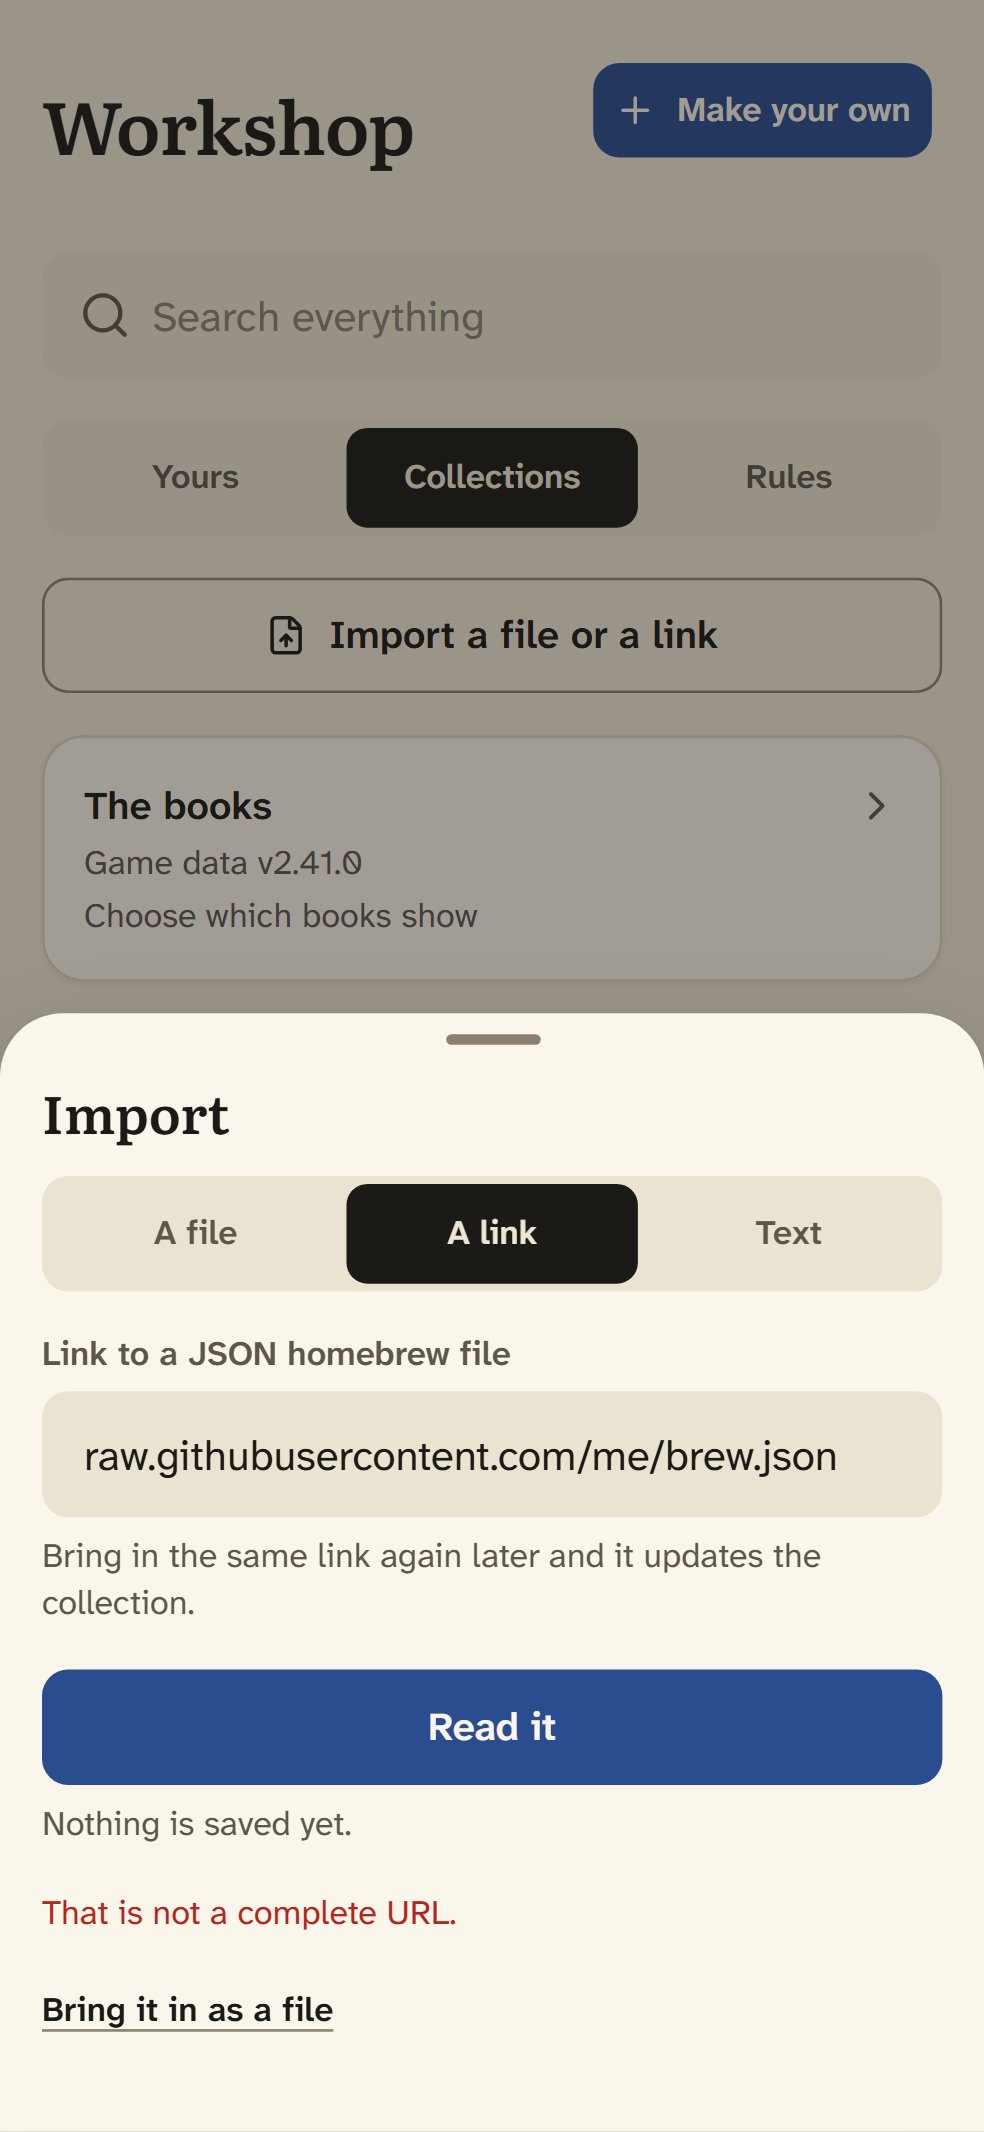 Workshop
Make your own
Search everything
Yours
Collections
Rules
Import a file or a link
The books
Game data v2.41.0
Choose which books show
Import
A file
A link
Text
Link to a JSON homebrew file
raw.githubusercontent.com/me/brew.json
Bring in the same link again later and it updates the
collection.
Read it
Nothing is saved yet.
That is not a complete URL.
Bring it in as a file